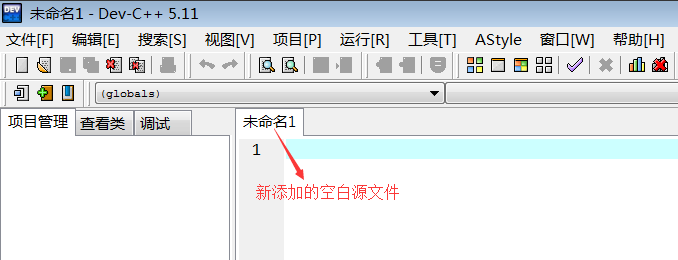 DEV
未命名1 - Dev-C++ 5.11
文件[F] 编辑[E] 搜索[S] 视图[V] 项目[P] 运行[R] 工具[T] AStyle 窗口[W] 帮助[H]
(globals)
项目管理 查看类 调试 未命名1
1
新添加的空白源文件